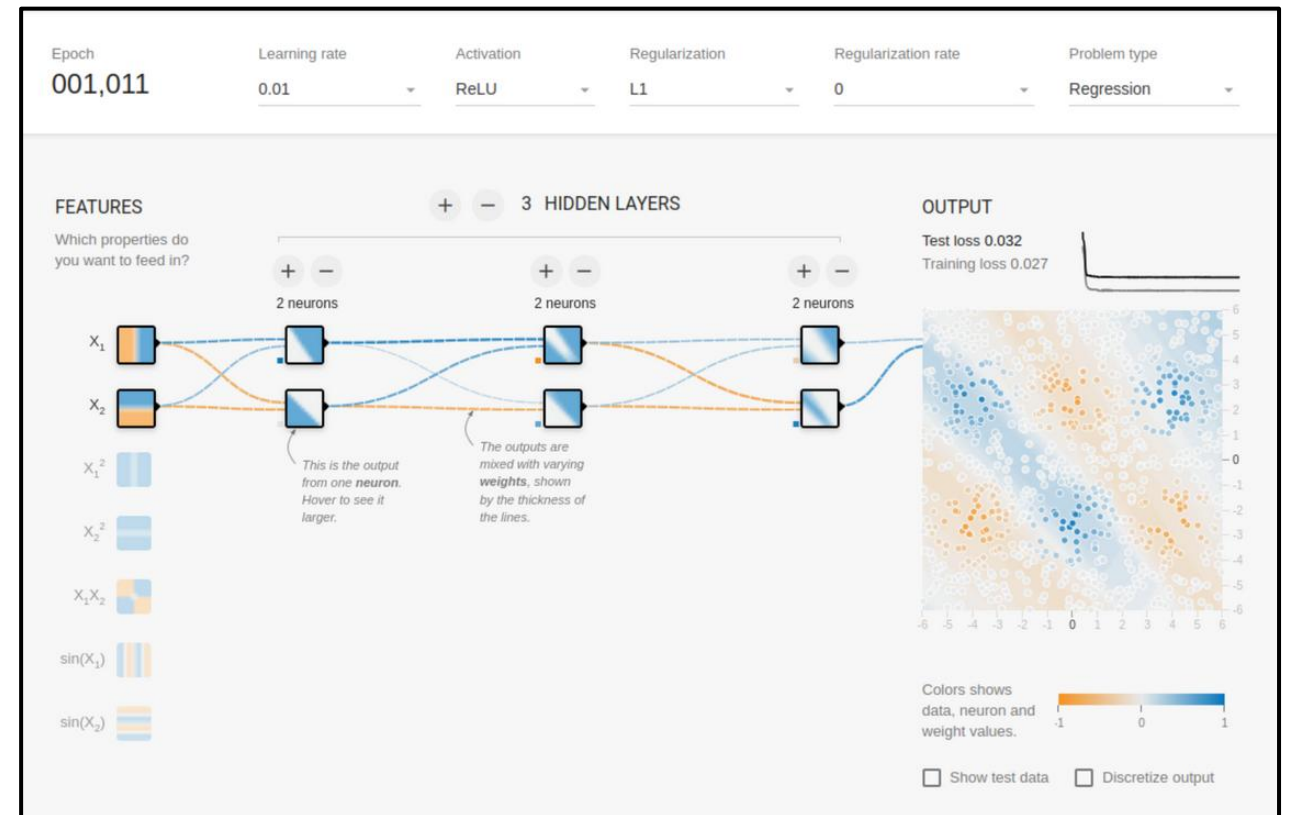 Epoch
001,011
Learning rate
0.01
Activation
ReLU
Regularization
L1
Regularization rate
0
Problem type
Regression
FEATURES
Which properties do
you want to feed in?
+ − 3 HIDDEN LAYERS
+ −
2 neurons
+ −
2 neurons
+ −
2 neurons
X₁
X₂
X₁²
X₂²
X₁X₂
sin(X₁)
sin(X₂)
This is the output
from one neuron.
Hover to see it
larger.
The outputs are
mixed with varying
weights, shown
by the thickness of
the lines.
OUTPUT
Test loss 0.032
Training loss 0.027
6
5
4
3
2
1
0
-1
-2
-3
-4
-5
-6
-6 -5 -4 -3 -2 -1 0 1 2 3 4 5 6
Colors shows
data, neuron and
weight values.
-1 0 1
Show test data
Discretize output